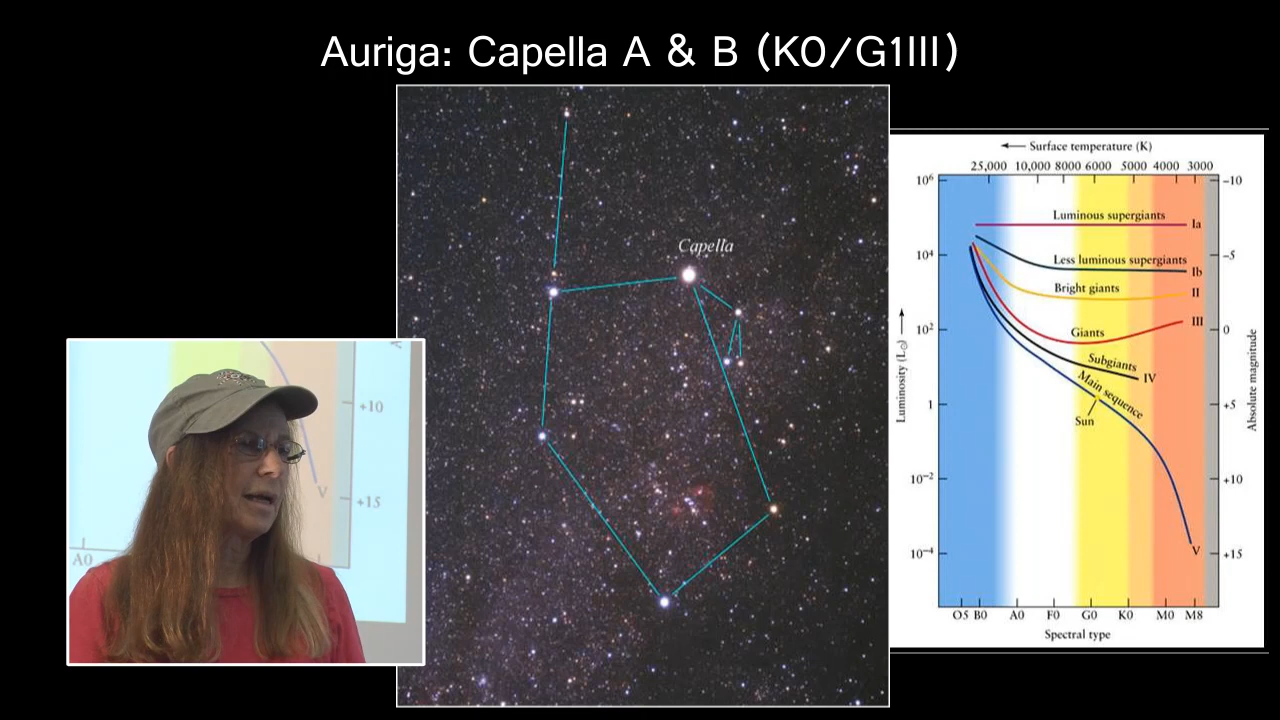 Auriga: Capella A & B (K0/G1III)
Capella
Surface temperature (K)
25,000 10,000 8000 6000 5000 4000 3000
10⁶
10⁴
10²
1
10⁻²
10⁻⁴
Luminosity (L☉)
-10
-5
0
+5
+10
+15
Absolute magnitude
Luminous supergiants Ia
Less luminous supergiants Ib
Bright giants II
Giants III
Subgiants IV
Main sequence
Sun
V
O5 B0 A0 F0 G0 K0 M0 M8
Spectral type
+10
+15
V
A0